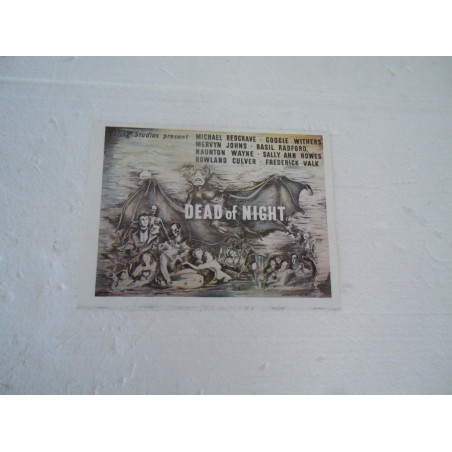 Studios present
MICHAEL REDGRAVE · GOOGIE WITHERS
MERVYN JOHNS · BASIL RADFORD
NAUNTON WAYNE · SALLY ANN HOWES
ROWLAND CULVER · FREDERICK VALK
DEAD of NIGHT